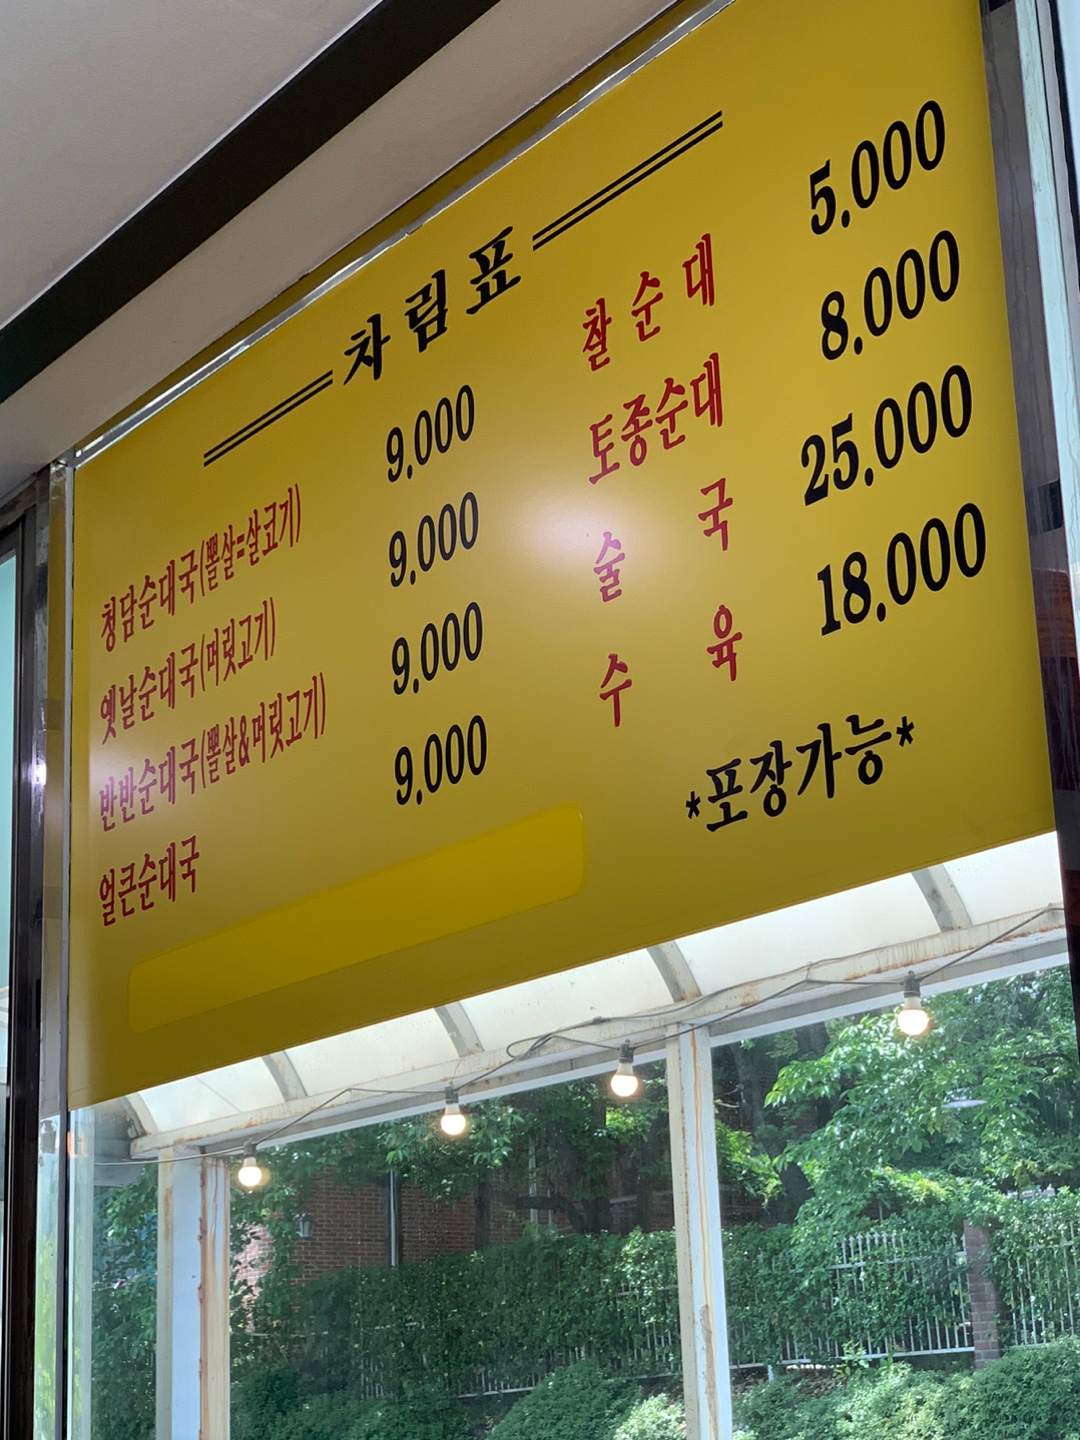 차림표
청담순대국(뽈살=살코기) 9,000
옛날순대국(머릿고기) 9,000
반반순대국(뽈살&머릿고기) 9,000
얼큰순대국 9,000
찰순대 5,000
토종순대 8,000
술국 25,000
수육 18,000
*포장가능*